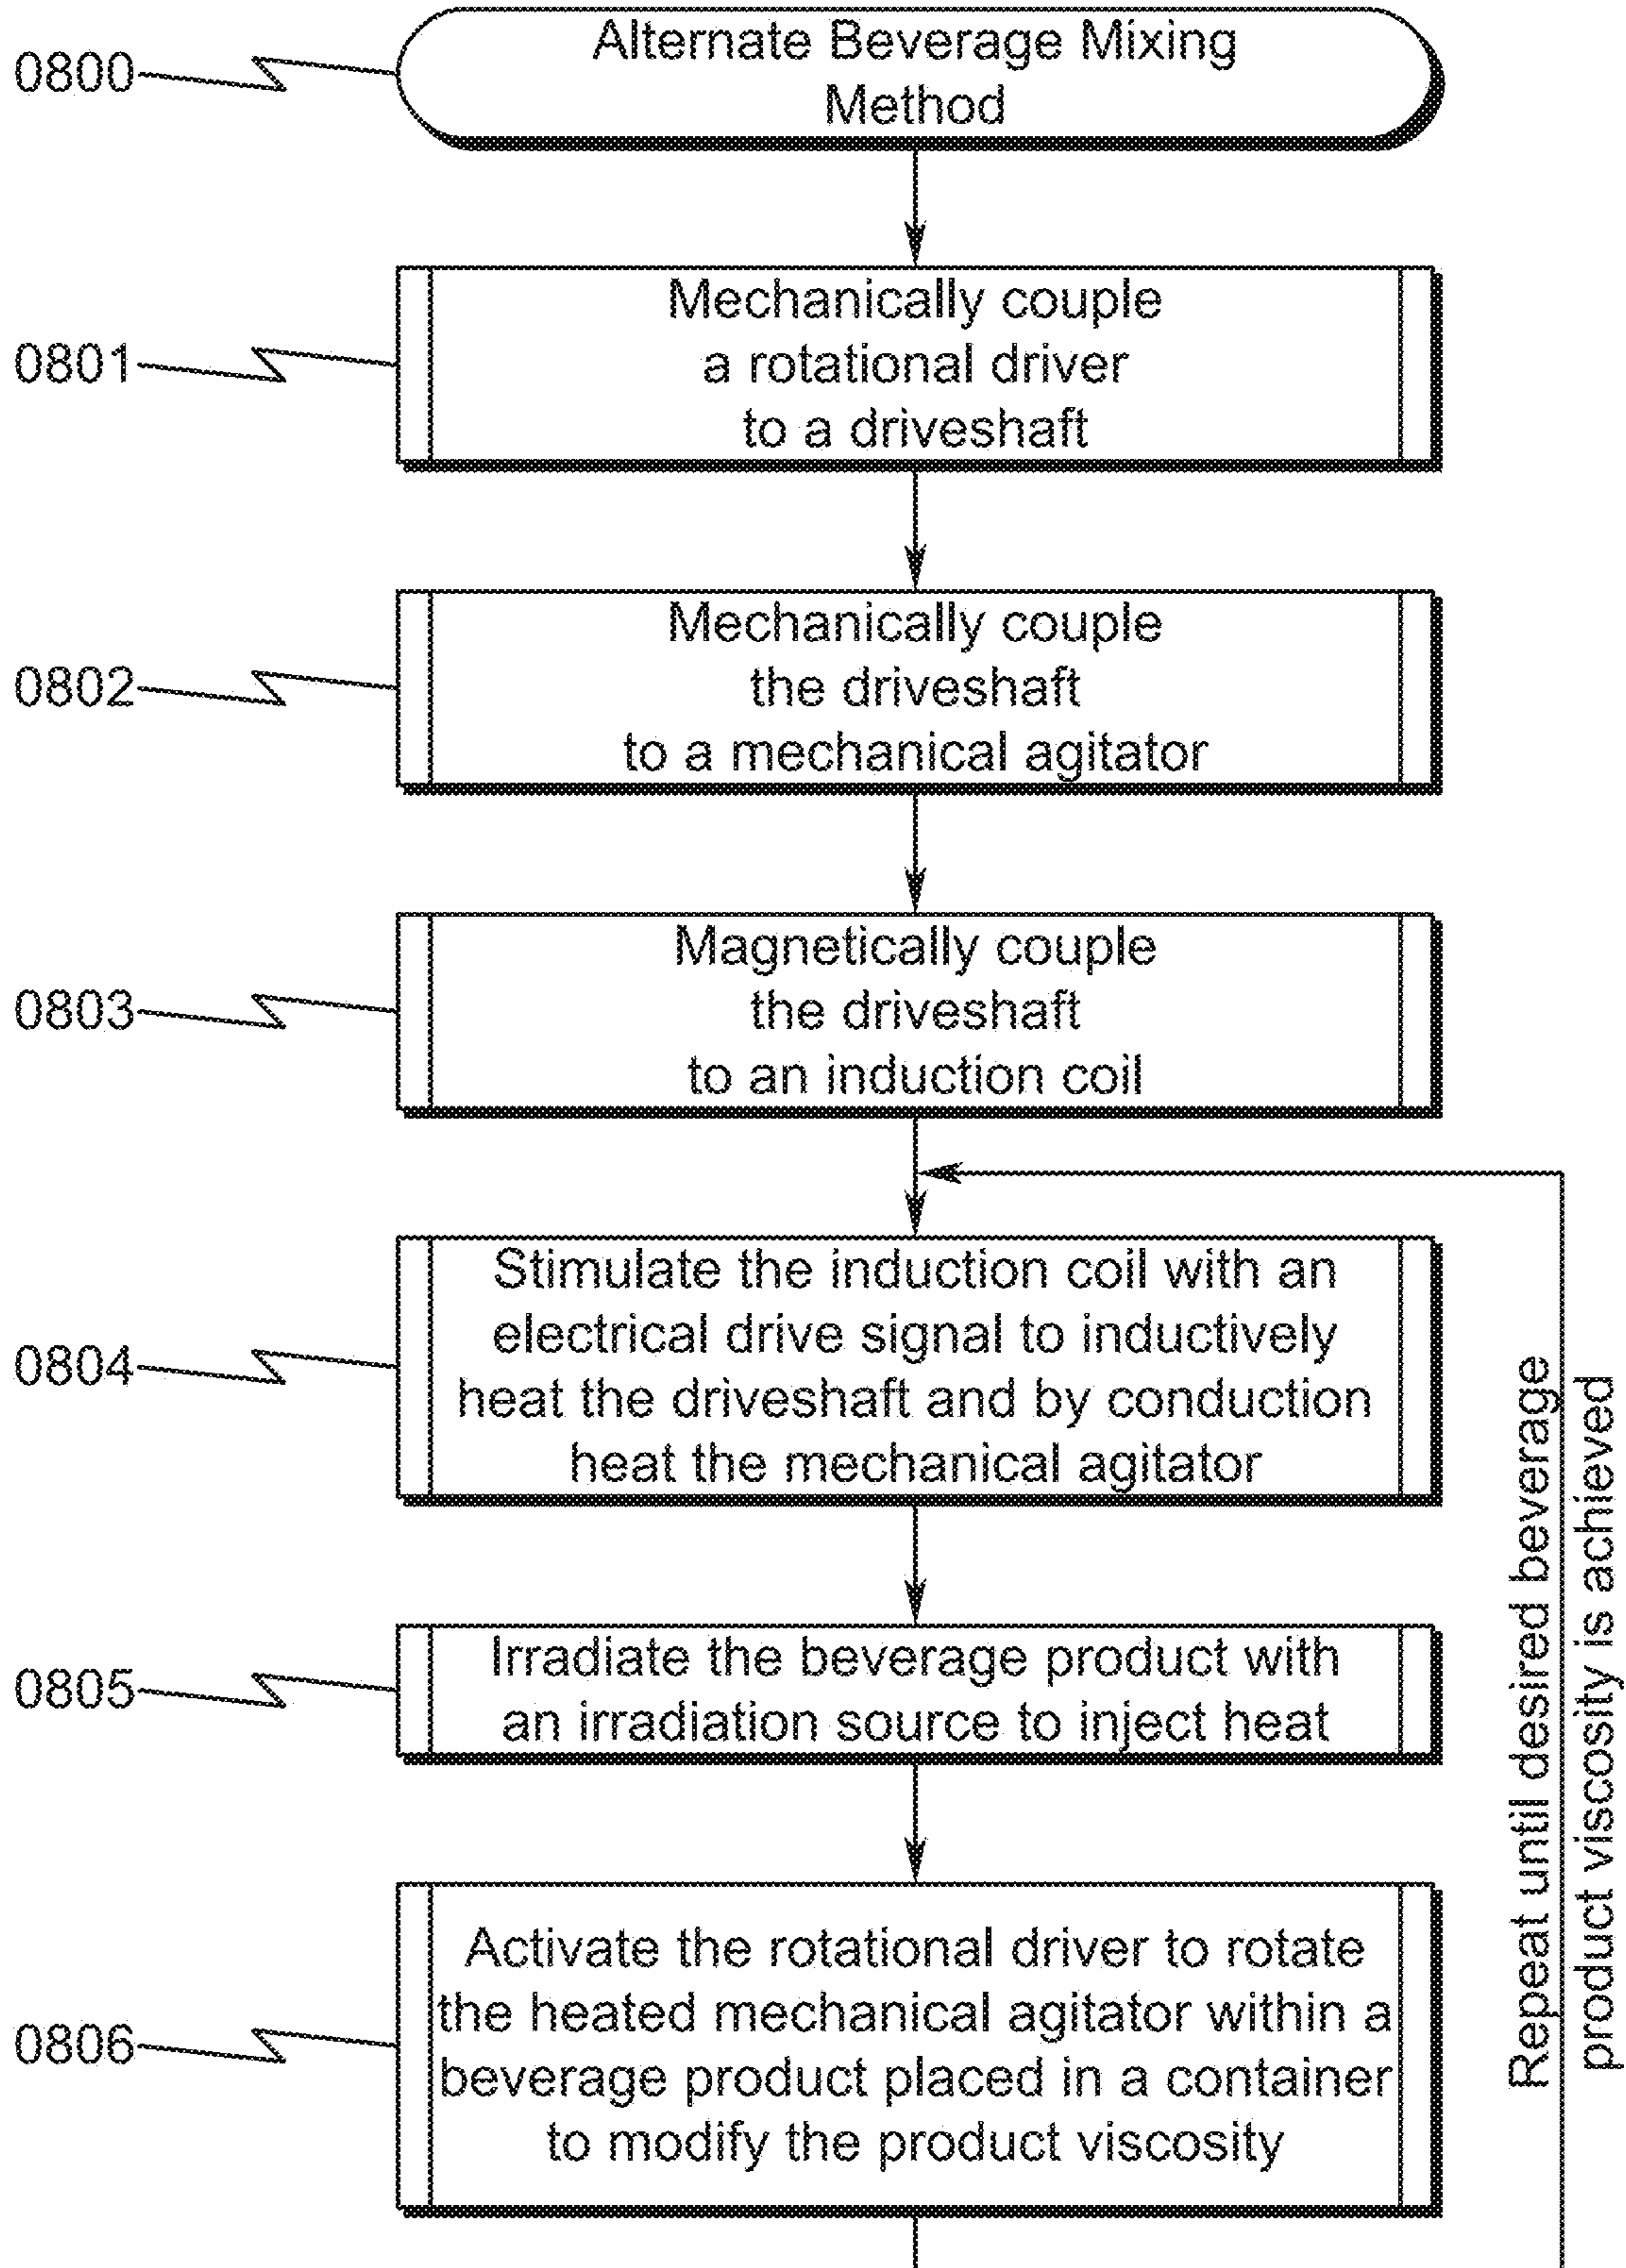 0800
Alternate Beverage Mixing
Method
0801
Mechanically couple
a rotational driver
to a driveshaft
0802
Mechanically couple
the driveshaft
to a mechanical agitator
0803
Magnetically couple
the driveshaft
to an induction coil
0804
Stimulate the induction coil with an
electrical drive signal to inductively
heat the driveshaft and by conduction
heat the mechanical agitator
0805
Irradiate the beverage product with
an irradiation source to inject heat
0806
Activate the rotational driver to rotate
the heated mechanical agitator within a
beverage product placed in a container
to modify the product viscosity
Repeat until desired beverage
product viscosity is achieved